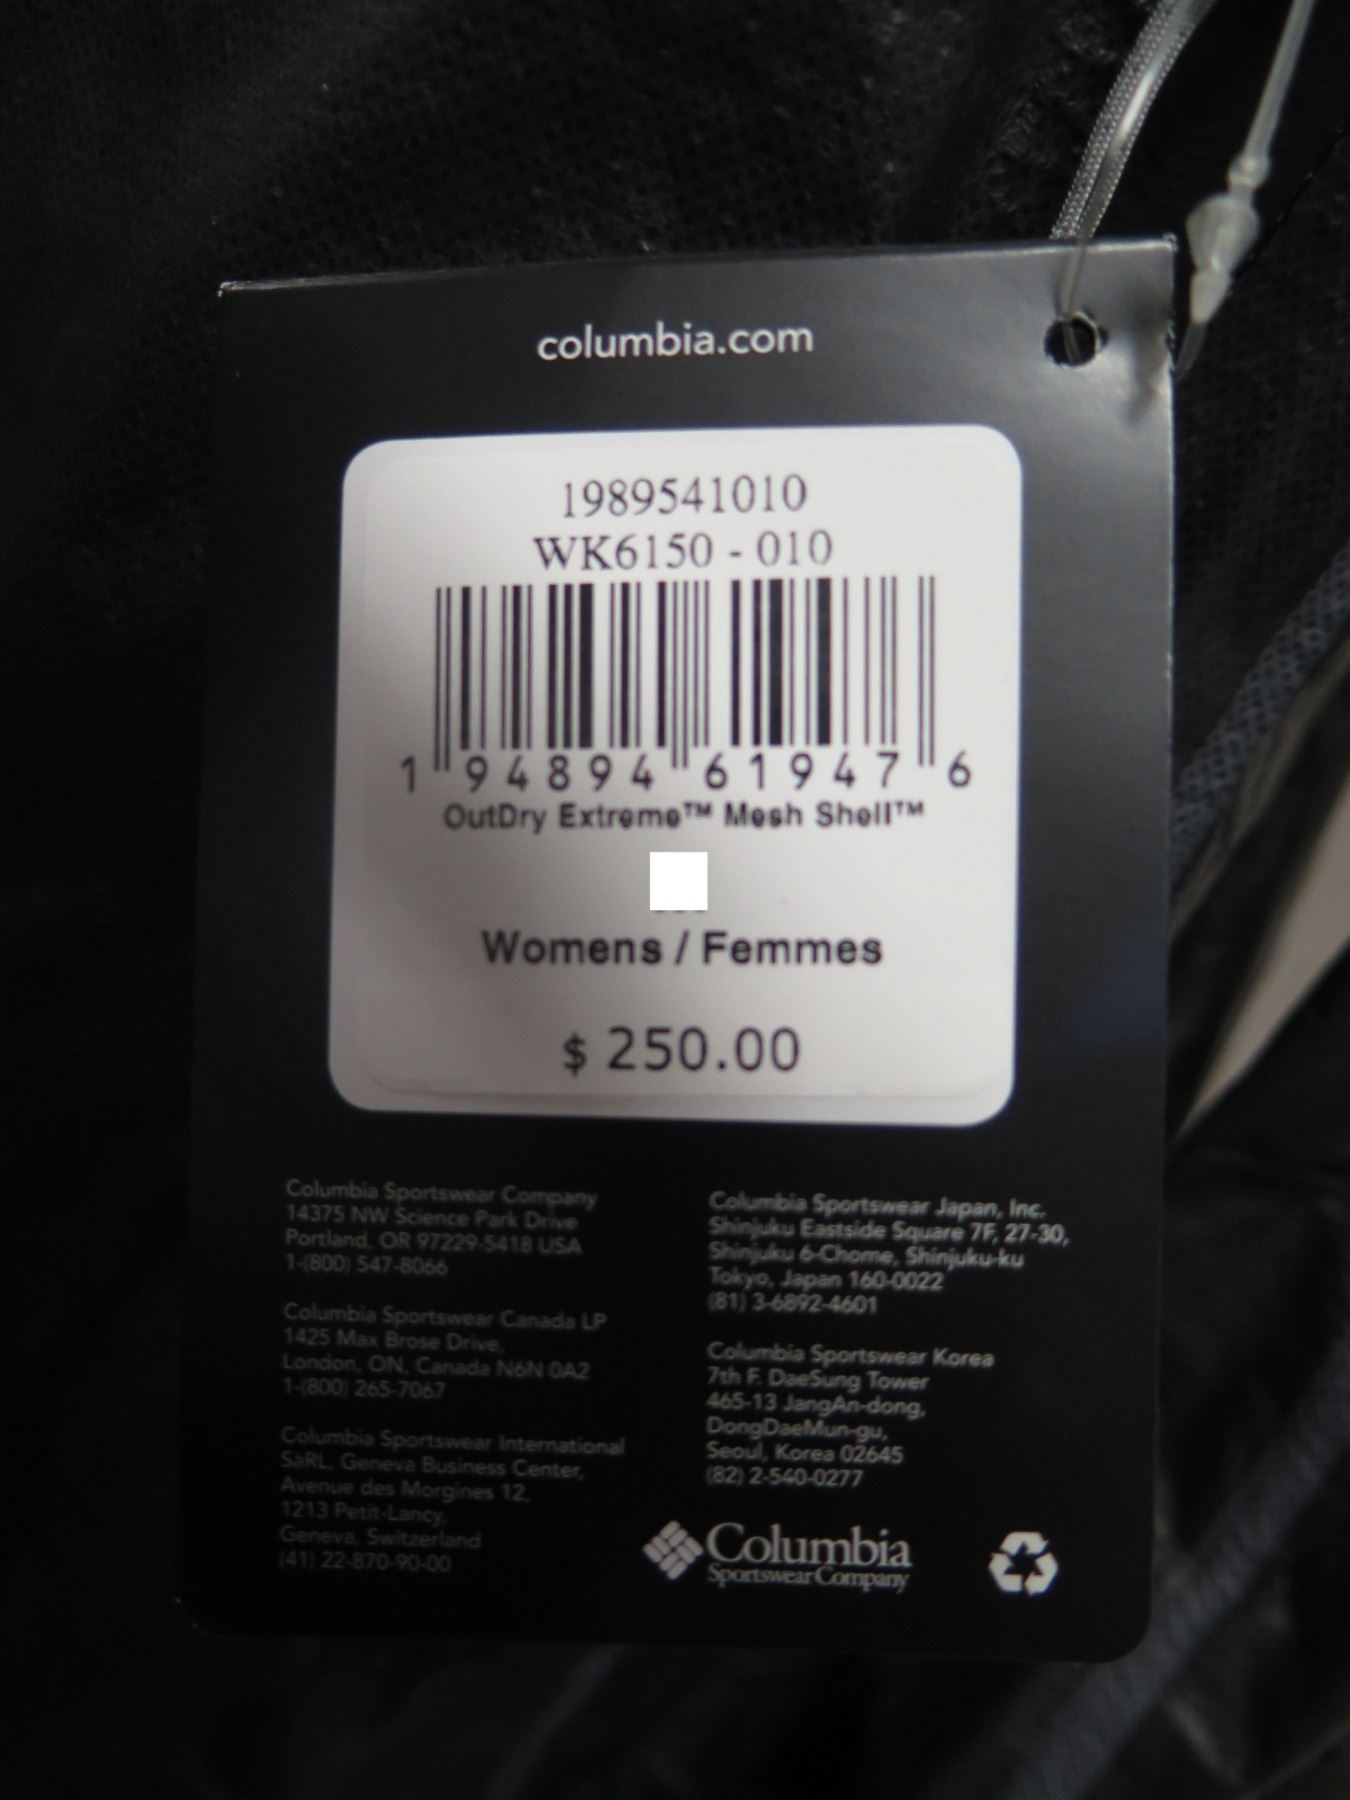 columbia.com
1989541010
WK6150 - 010
1 94894 61947 6
OutDry Extreme™ Mesh Shell™
Womens / Femmes
$ 250.00
Columbia Sportswear Company
14375 NW Science Park Drive
Portland, OR 97229-5418 USA
1-(800) 547-8066
Columbia Sportswear Canada LP
1425 Max Brose Drive,
London, ON, Canada N6N 0A2
1-(800) 265-7067
Columbia Sportswear International
SàRL, Geneva Business Center,
Avenue des Morgines 12,
1213 Petit-Lancy,
Geneva, Switzerland
(41) 22-870-90-00
Columbia Sportswear Japan, Inc.
Shinjuku Eastside Square 7F, 27-30,
Shinjuku 6-Chome, Shinjuku-ku
Tokyo, Japan 160-0022
(81) 3-6892-4601
Columbia Sportswear Korea
7th F. DaeSung Tower
465-13 JangAn-dong,
DongDaeMun-gu,
Seoul, Korea 02645
(82) 2-540-0277
Columbia
Sportswear Company